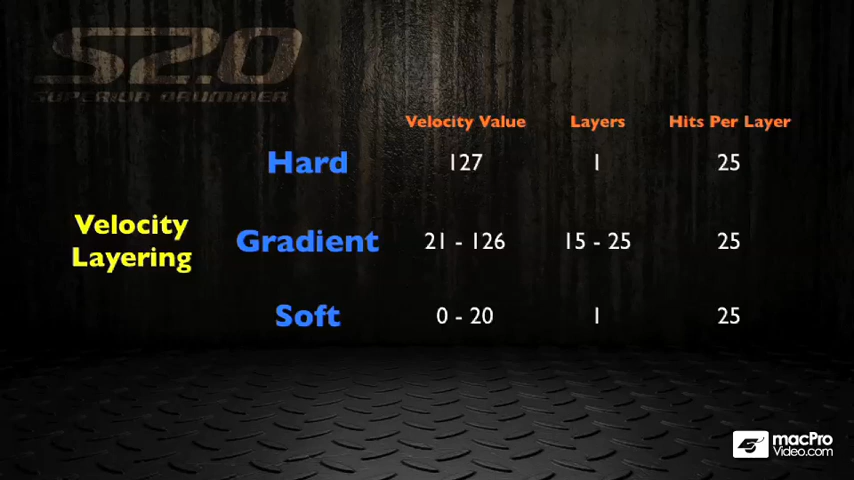 S2.0
SUPERIOR DRUMMER
Velocity Value Layers Hits Per Layer
Hard 127 1 25
Velocity Layering
Gradient 21 - 126 15 - 25 25
Soft 0 - 20 1 25
macPro
Video.com